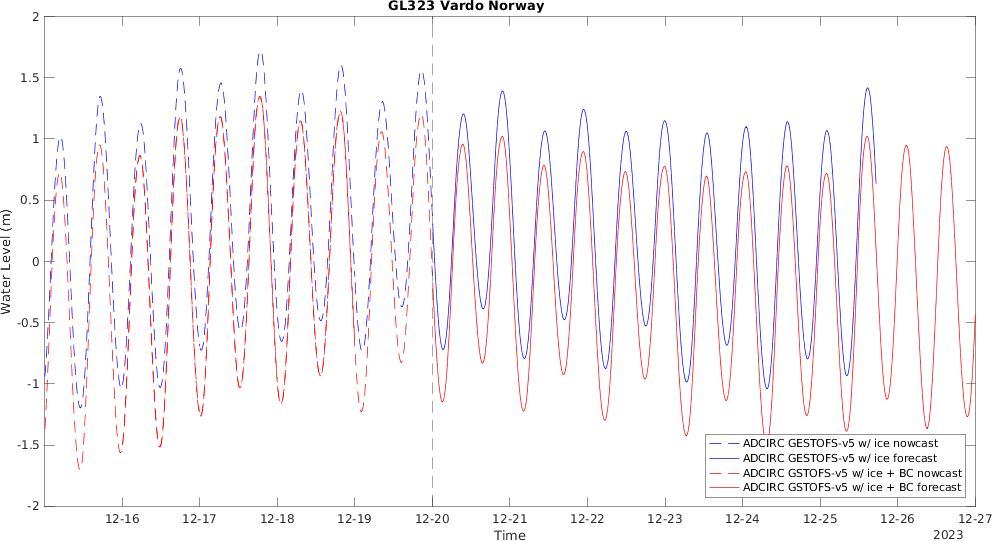 GL323 Vardo Norway
2
1.5
1
0.5
0
-0.5
-1
-1.5
-2
Water Level (m)
ADCIRC GESTOFS-v5 w/ ice nowcast
ADCIRC GESTOFS-v5 w/ ice forecast
ADCIRC GSTOFS-v5 w/ ice + BC nowcast
ADCIRC GSTOFS-v5 w/ ice + BC forecast
12-16 12-17 12-18 12-19 12-20 12-21 12-22 12-23 12-24 12-25 12-26 12-27
Time
2023